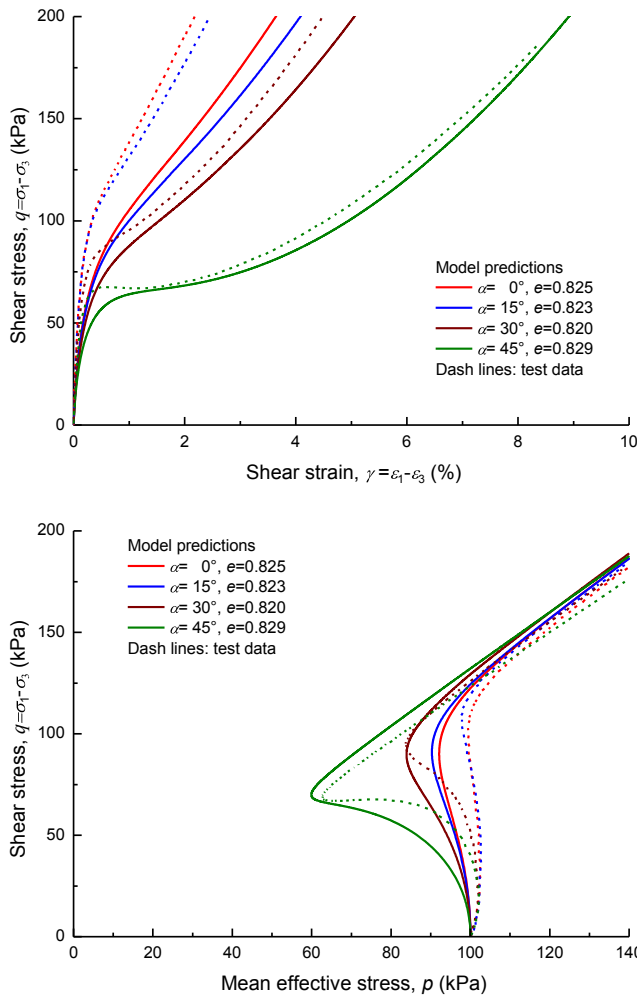 200
150
100
50
0
Shear stress, q=σ1-σ3 (kPa)
Model predictions
α= 0°, e=0.825
α= 15°, e=0.823
α= 30°, e=0.820
α= 45°, e=0.829
Dash lines: test data
0 2 4 6 8 10
Shear strain, γ=ε1-ε3 (%)
200
150
100
50
0
Shear stress, q=σ1-σ3 (kPa)
Model predictions
α= 0°, e=0.825
α= 15°, e=0.823
α= 30°, e=0.820
α= 45°, e=0.829
Dash lines: test data
0 20 40 60 80 100 120 140
Mean effective stress, p (kPa)